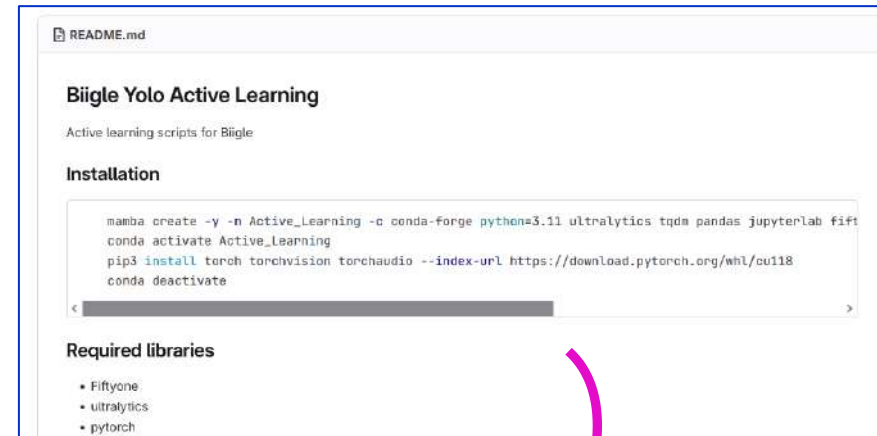 README.md
Biigle Yolo Active Learning
Active learning scripts for Biigle
Installation
mamba create -y -n Active_Learning -c conda-forge python=3.11 ultralytics tqdm pandas jupyterlab fift
conda activate Active_Learning
pip3 install torch torchvision torchaudio --index-url https://download.pytorch.org/whl/cu118
conda deactivate
Required libraries
• Fiftyone
• ultralytics
• pytorch